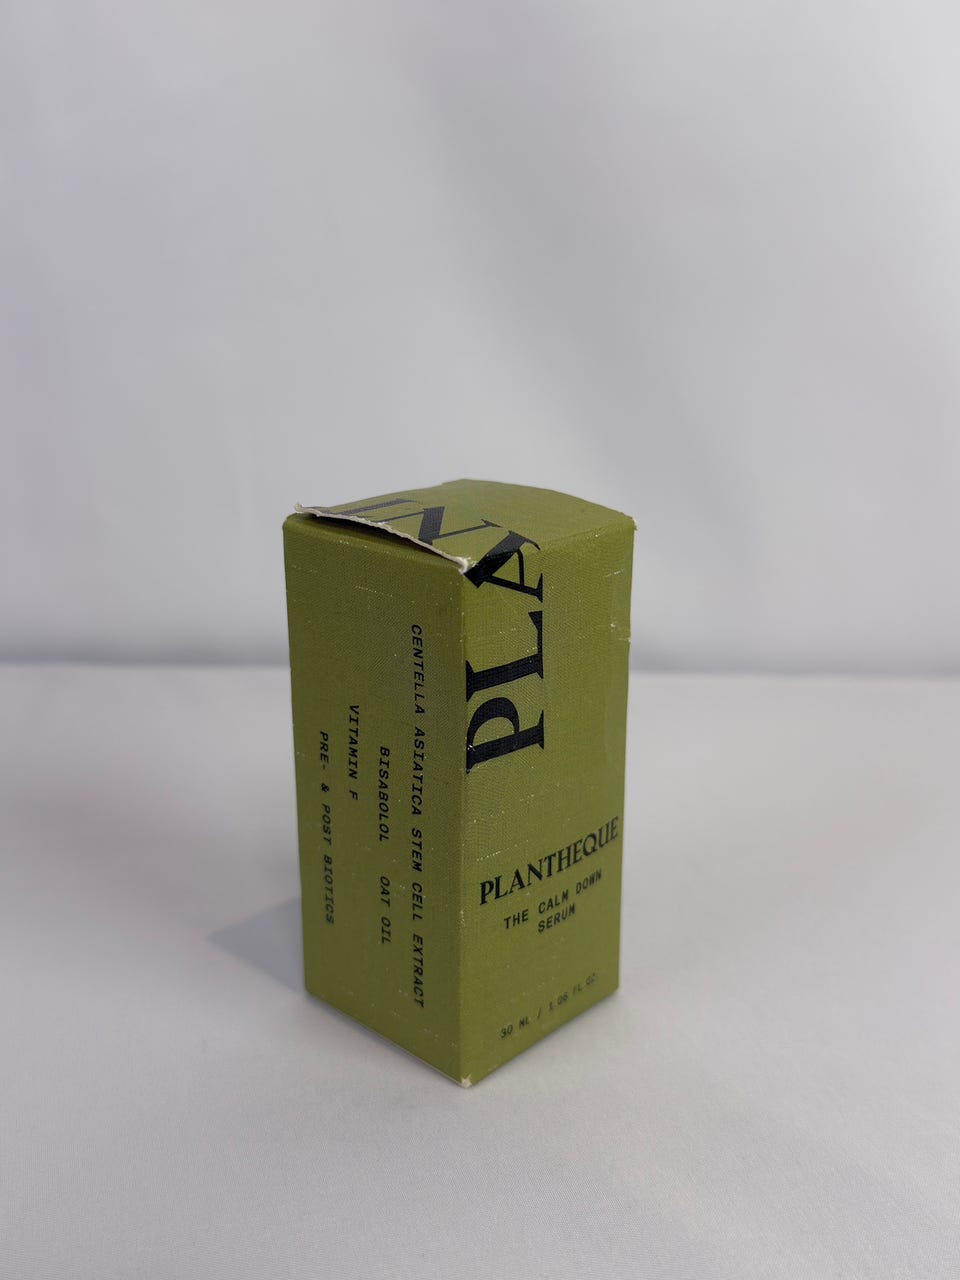 PLANT
PLANTHEQUE
THE CALM DOWN
SERUM
30 ML / 1.06 FL.OZ.
CENTELLA ASIATICA STEM CELL EXTRACT
BISABOLOL OAT OIL
VITAMIN F
PRE- & POST BIOTICS